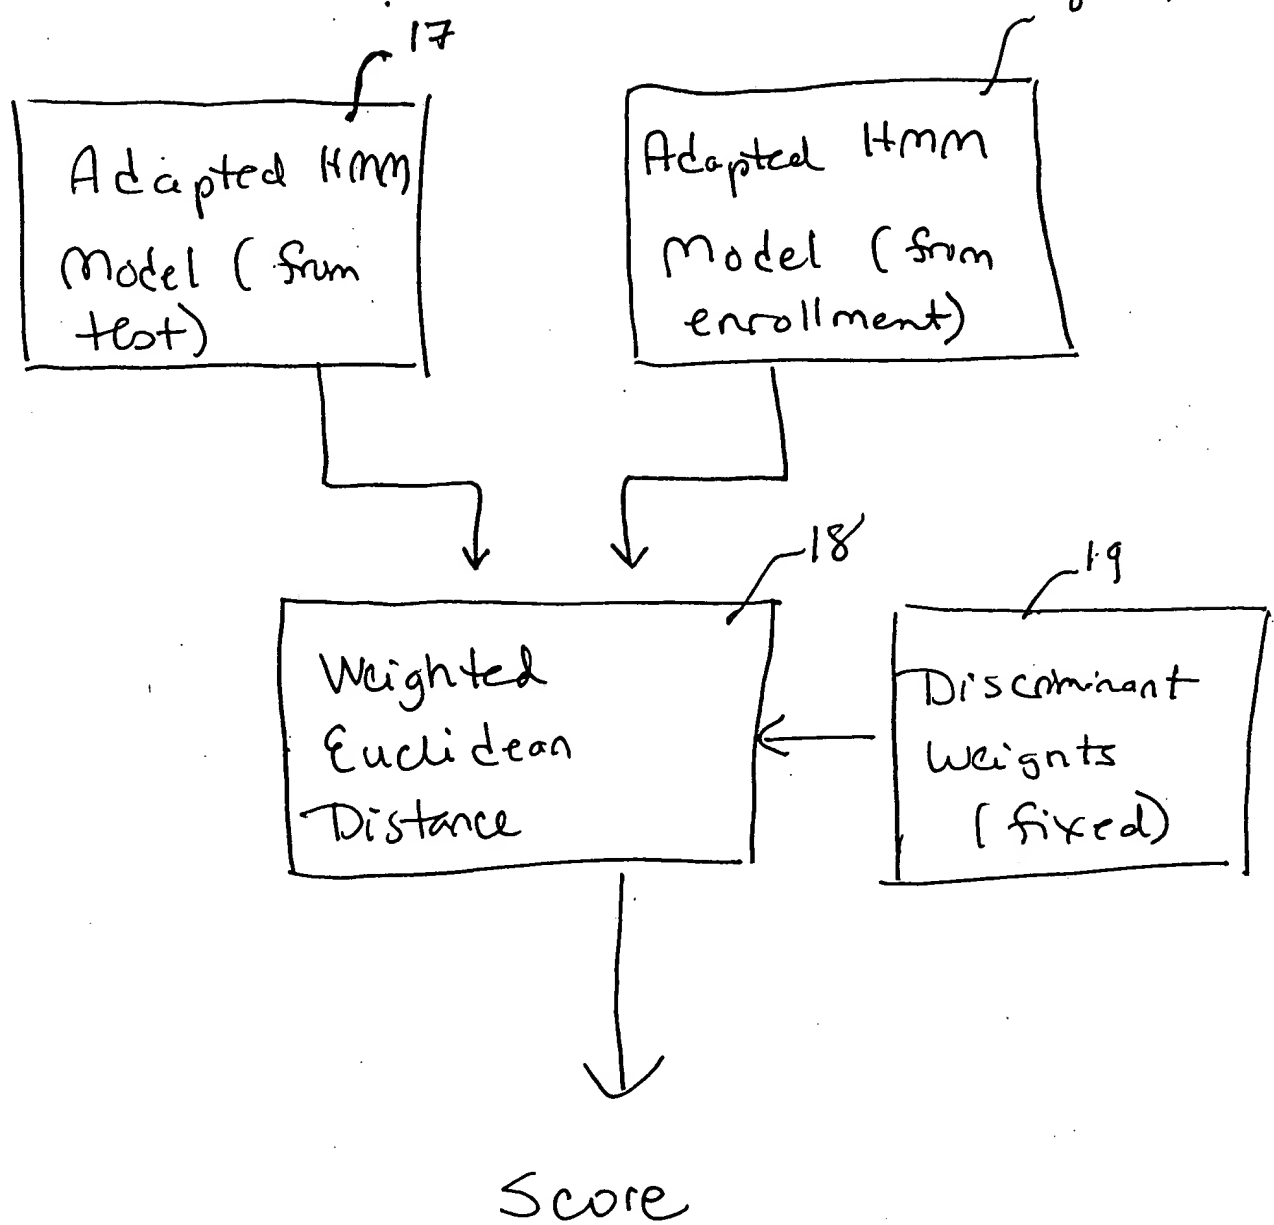 17
Adapted HMM
Model (from
test)
Adapted HMM
Model (from
enrollment)
18
Weighted
Euclidean
Distance
19
Discriminant
Weights
(fixed)
Score